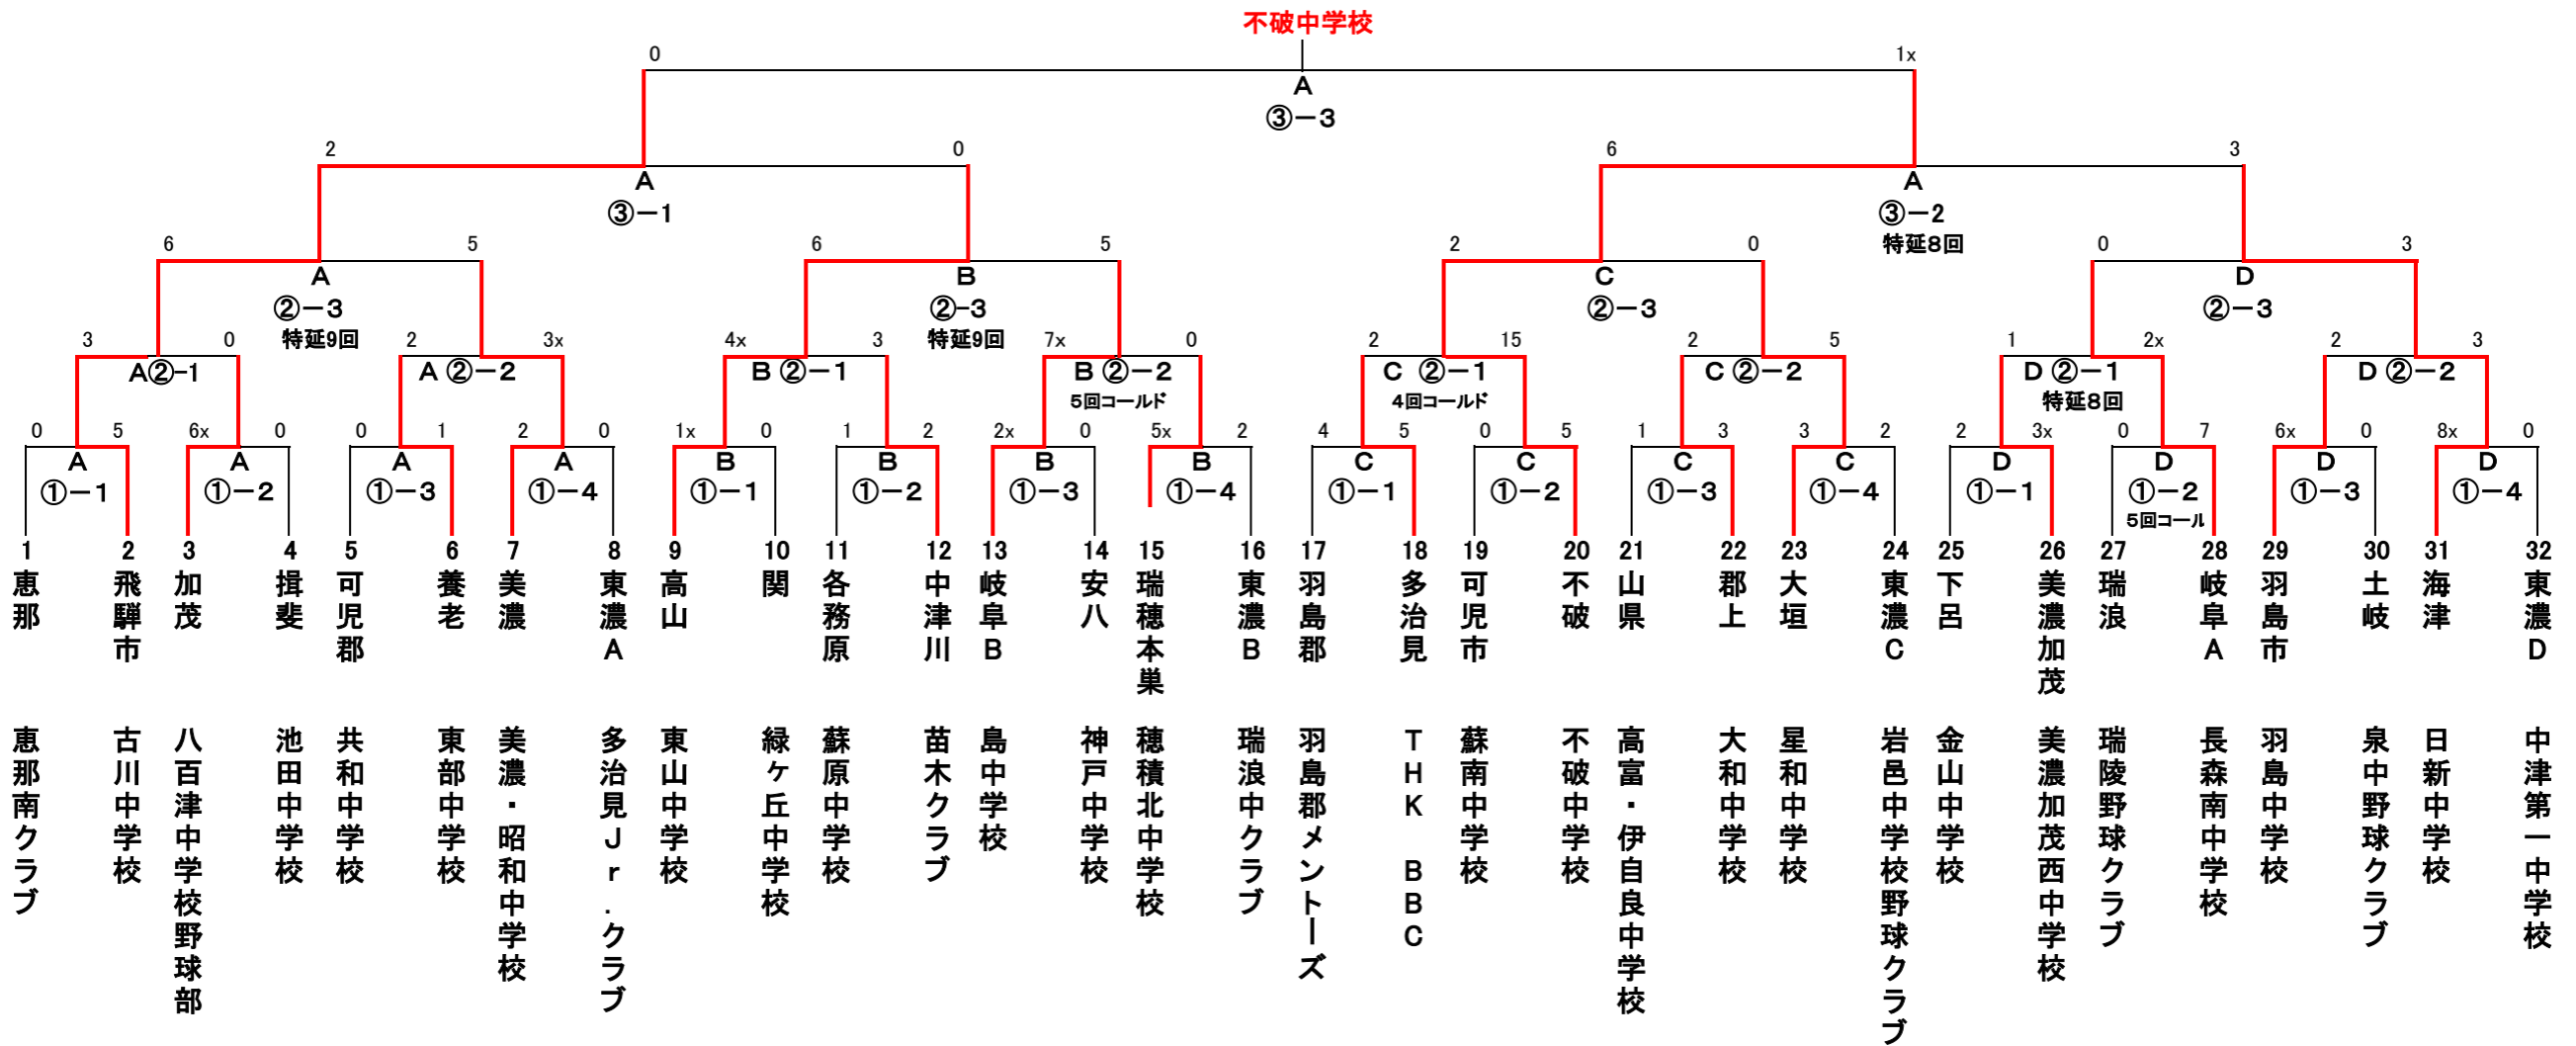 不破中学校
0 1x
A
③－3
2 0 6 3
A A
③－1 ③－2
特延8回
6 5 6 5 2 0 0 3
A B C D
②－3 ②-3 ②－3 ②－3
特延9回 特延9回
3 0 2 3x 4x 3 7x 0 2 15 2 5 1 2x 2 3
A②-1 A ②－2 B ②－1 B ②－2 C ②－1 C ②－2 D ②－1 D ②－2
5回コールド 4回コールド 特延8回
0 5 6x 0 0 1 2 0 1x 0 1 2 2x 0 5x 2 4 5 0 5 1 3 3 2 2 3x 0 7 6x 0 8x 0
A A A A B B B B C C C C D D D D
①－1 ①－2 ①－3 ①－4 ①－1 ①－2 ①－3 ①－4 ①－1 ①－2 ①－3 ①－4 ①－1 ①－2 ①－3 ①－4
5回コール
1 2 3 4 5 6 7 8 9 10 11 12 13 14 15 16 17 18 19 20 21 22 23 24 25 26 27 28 29 30 31 32
恵那
飛騨市
加茂
揖斐
可児郡
養老
美濃
東濃A
高山
関
各務原
中津川
岐阜B
安八
瑞穂本巣
東濃B
羽島郡
多治見
可児市
不破
山県
郡上
大垣
東濃C
下呂
美濃加茂
瑞浪
岐阜A
羽島市
土岐
海津
東濃D
恵那南クラブ
古川中学校
八百津中学校野球部
池田中学校
共和中学校
東部中学校
美濃・昭和中学校
多治見Jr.クラブ
東山中学校
緑ヶ丘中学校
蘇原中学校
苗木クラブ
島中学校
神戸中学校
穂積北中学校
瑞浪中クラブ
羽島郡メントーズ
THK BBC
蘇南中学校
不破中学校
高富・伊自良中学校
大和中学校
星和中学校
岩邑中学校野球クラブ
金山中学校
美濃加茂西中学校
瑞陵野球クラブ
長森南中学校
羽島中学校
泉中野球クラブ
日新中学校
中津第一中学校